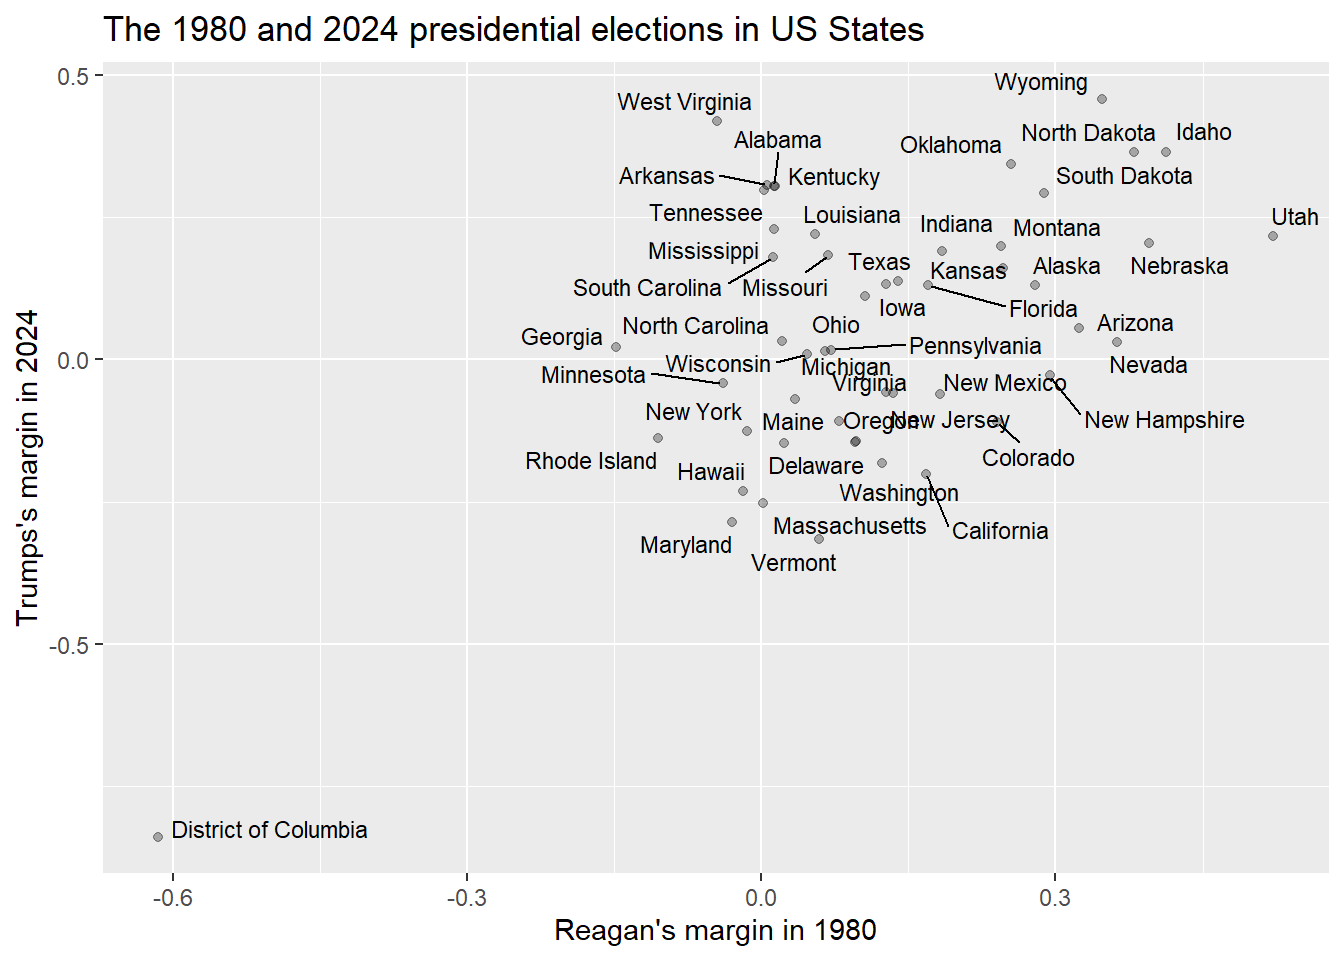 The 1980 and 2024 presidential elections in US States
0.5
0.0
-0.5
Trumps's margin in 2024
Wyoming
West Virginia
North Dakota
Idaho
Alabama
Oklahoma
Arkansas
Kentucky
South Dakota
Tennessee
Louisiana
Utah
Indiana
Montana
Mississippi
Texas
Kansas
Alaska
Nebraska
South Carolina
Missouri
Iowa
Florida
North Carolina
Ohio
Arizona
Georgia
Pennsylvania
Wisconsin
Michigan
Nevada
Minnesota
Virginia
New Mexico
New York
Maine
Oregon
New Jersey
New Hampshire
Rhode Island
Colorado
Hawaii
Delaware
Washington
Massachusetts
California
Maryland
Vermont
District of Columbia
-0.6
-0.3
0.0
0.3
Reagan's margin in 1980